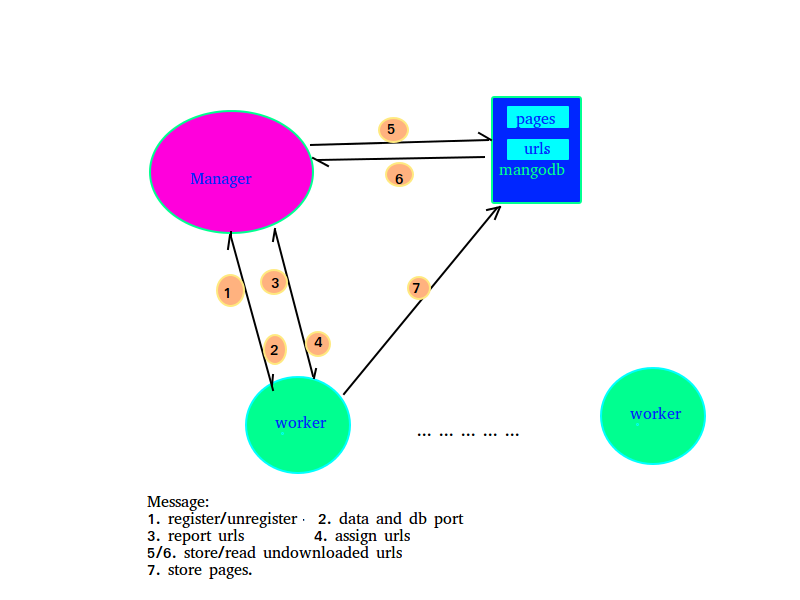 5
pages
urls
mangodb
Manager
6
1
3
7
2
4
worker
... ... ... ... ...
worker
Message:
1. register/unregister · 2. data and db port
3. report urls 4. assign urls
5/6. store/read undownloaded urls
7. store pages.